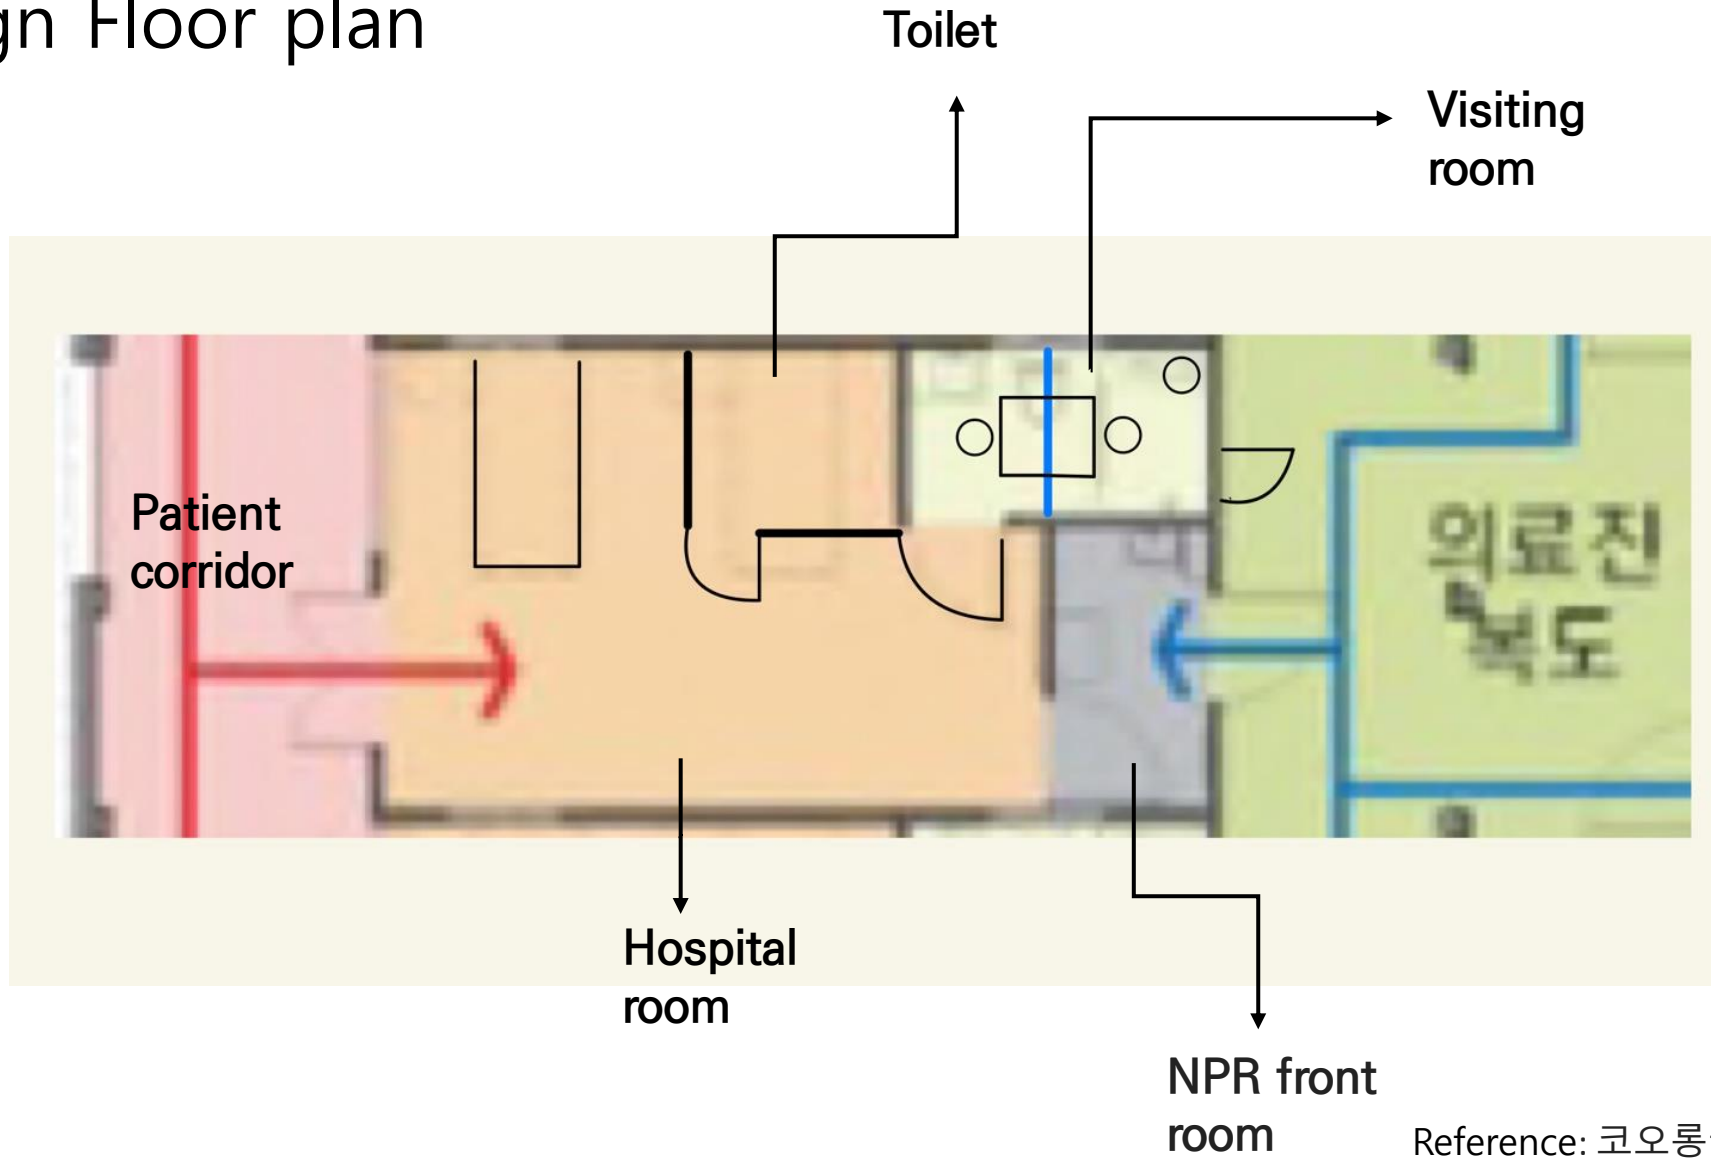 gn Floor plan
Toilet
Visiting
room
Patient
corridor
의료진
복도
Hospital
room
NPR front
room
Reference: 코오롱